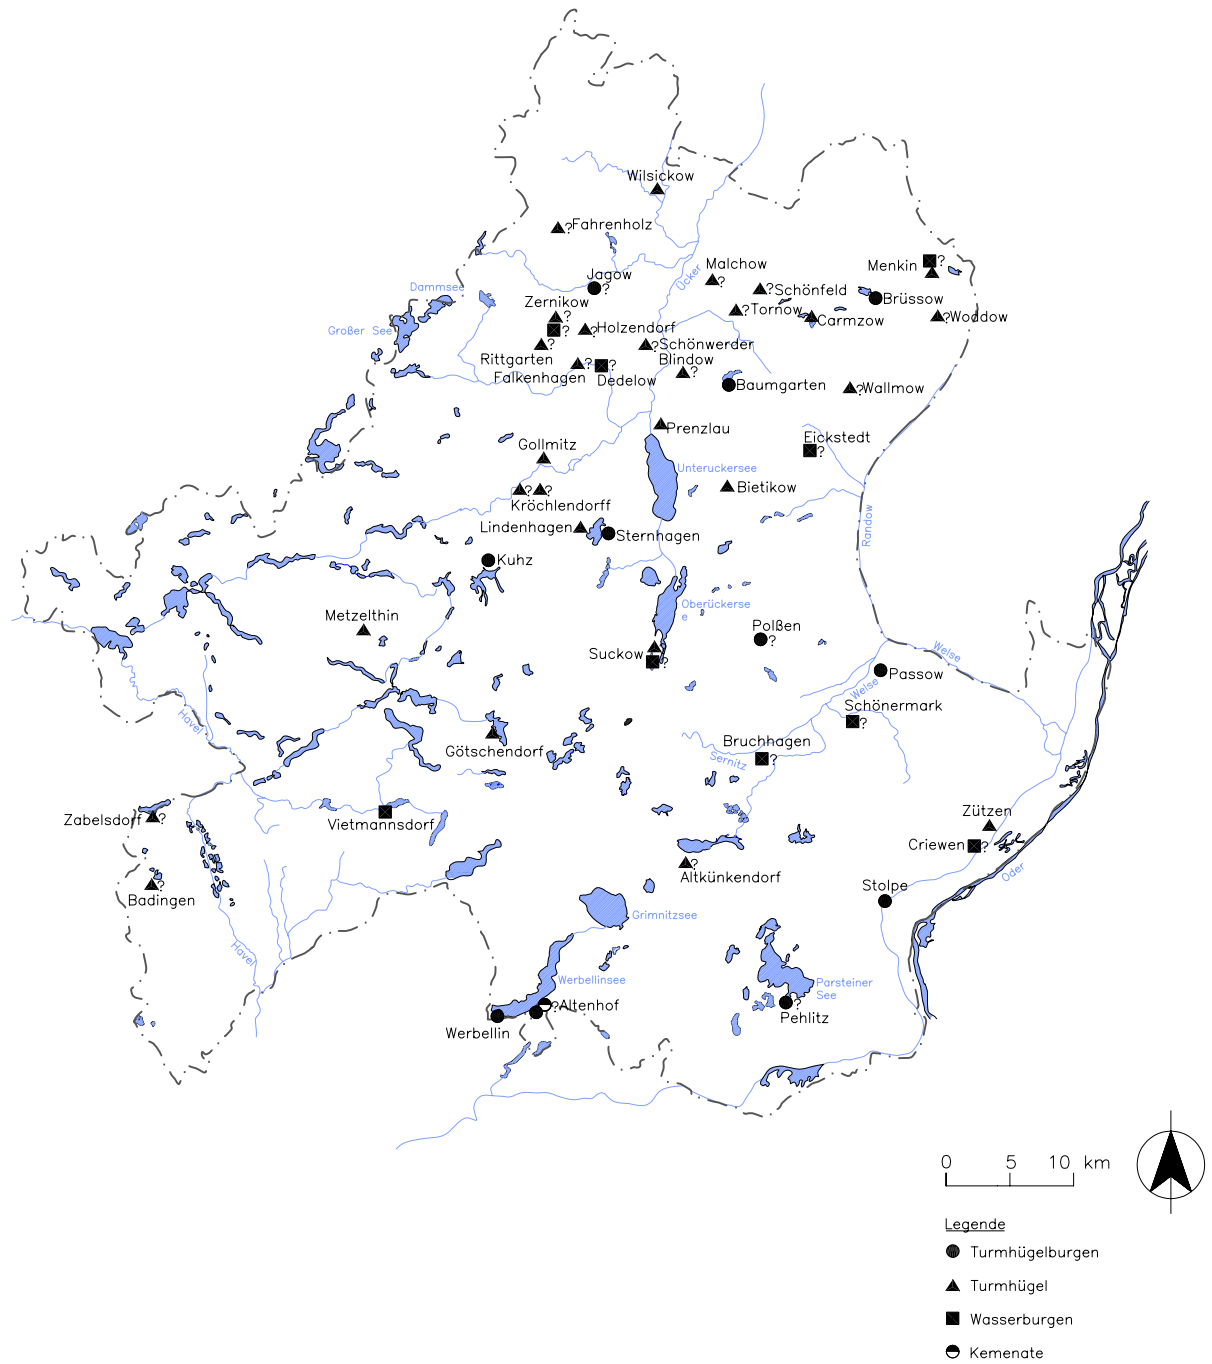 Wilsickow
?Fahrenholz
Ücker
Menkin
?
Malchow
?
Jagow
?
Dammsee
?Schönfeld
Brüssow
Zernikow
?
?
?Tornow
Carmzow
?Woddow
Großer See
?Holzendorf
Rittgarten
?
?Schönwerder
Blindow
?
Falkenhagen
?
?
Dedelow
Baumgarten
?Wallmow
Prenzlau
Eickstedt
?
Gollmitz
Unteruckersee
? ?
Kröchlendorff
Bietikow
Randow
Lindenhagen
Sternhagen
Kuhz
Oberückerse
e
Metzelthin
Polßen
?
Welse
Suckow
?
Passow
Welse
Schönermark
?
Havel
Götschendorf
Bruchhagen
?
Sernitz
Zabelsdorf
?
Vietmannsdorf
Zützen
Criewen
?
?
Altkünkendorf
Oder
?
Badingen
Stolpe
Grimnitzsee
Havel
Werbellinsee
Parsteiner
See
?Altenhof
?
Pehlitz
Werbellin
0 5 10 km
Legende
Turmhügelburgen
Turmhügel
Wasserburgen
Kemenate